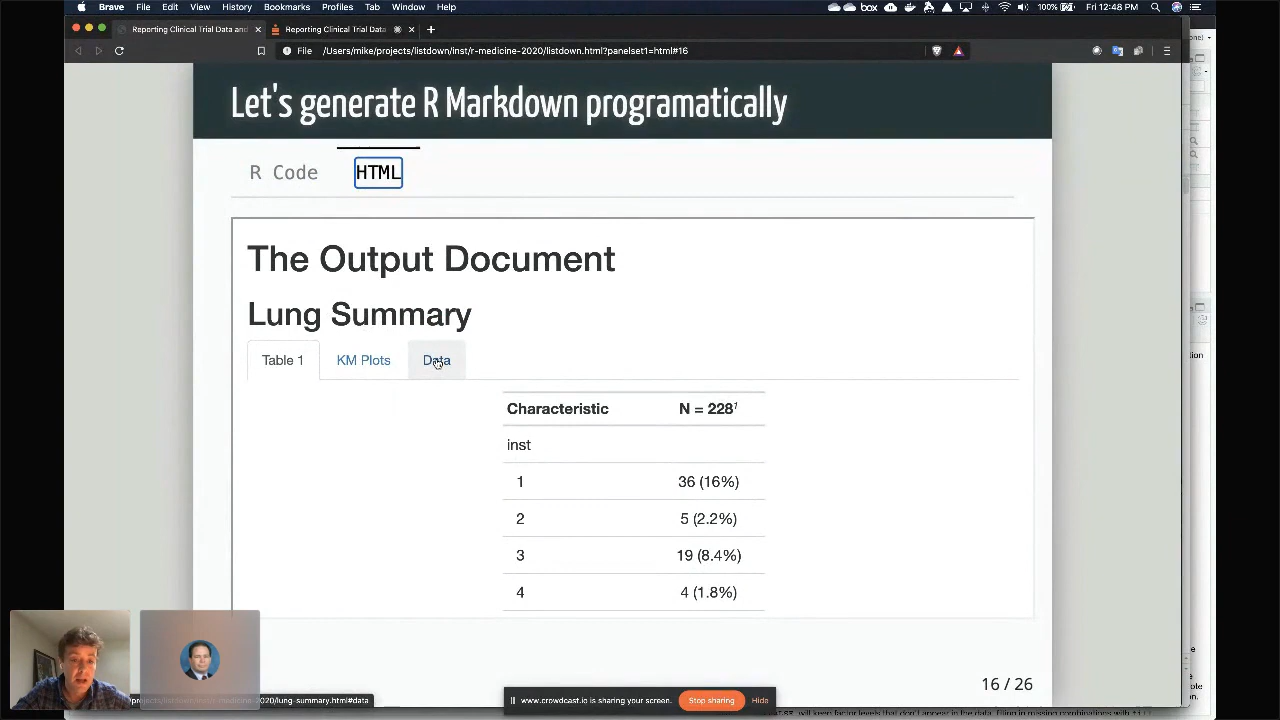 Brave File Edit View History Bookmarks Profiles Tab Window Help
box 100% Fri 12:48 PM
Reporting Clinical Trial Data and
Reporting Clinical Trial Data
File /Users/mike/projects/listdown/inst/r-medicine-2020/listdown.html?panelset1=html#16
Let's generate R Markdown programatically
R Code HTML
The Output Document
Lung Summary
Table 1 KM Plots Data
Characteristic N = 228¹
inst
1 36 (16%)
2 5 (2.2%)
3 19 (8.4%)
4 4 (1.8%)
16 / 26
www.crowdcast.io is sharing your screen. Stop sharing Hide